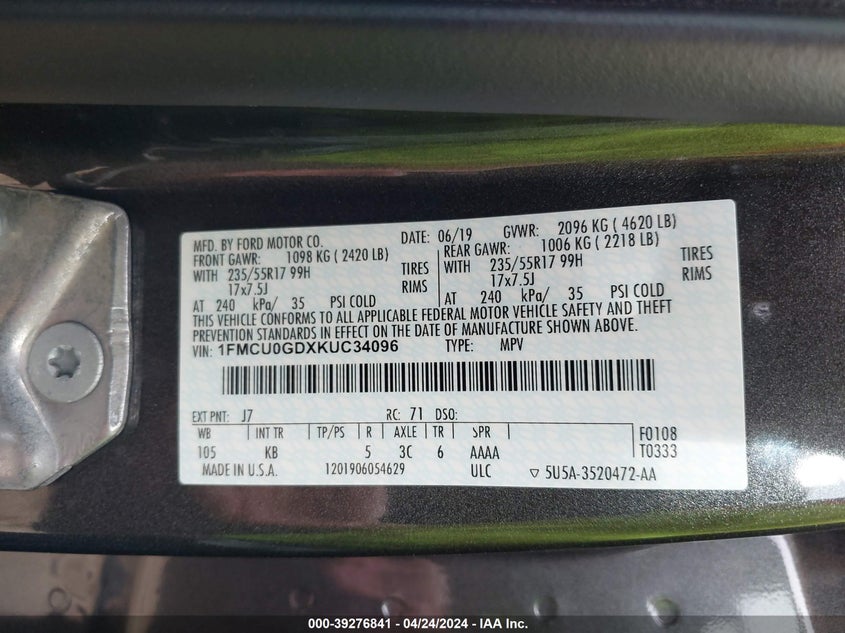 MFD. BY FORD MOTOR CO. DATE: 06/19 GVWR: 2096 KG ( 4620 LB)
FRONT GAWR: 1098 KG ( 2420 LB) REAR GAWR: 1006 KG ( 2218 LB)
WITH 235/55R17 99H TIRES WITH 235/55R17 99H TIRES
17x7.5J RIMS 17x7.5J RIMS
AT 240 kPa/ 35 PSI COLD AT 240 kPa/ 35 PSI COLD
THIS VEHICLE CONFORMS TO ALL APPLICABLE FEDERAL MOTOR VEHICLE SAFETY AND THEFT
PREVENTION STANDARDS IN EFFECT ON THE DATE OF MANUFACTURE SHOWN ABOVE.
VIN: 1FMCU0GDXKUC34096 TYPE: MPV
EXT PNT: J7 RC: 71 DSO:
WB INT TR TP/PS R AXLE TR SPR F0108
105 KB 5 3C 6 AAAA T0333
MADE IN U.S.A. 1201906054629 ULC ▽ 5U5A-3520472-AA
000-39276841 - 04/24/2024 - IAA Inc.